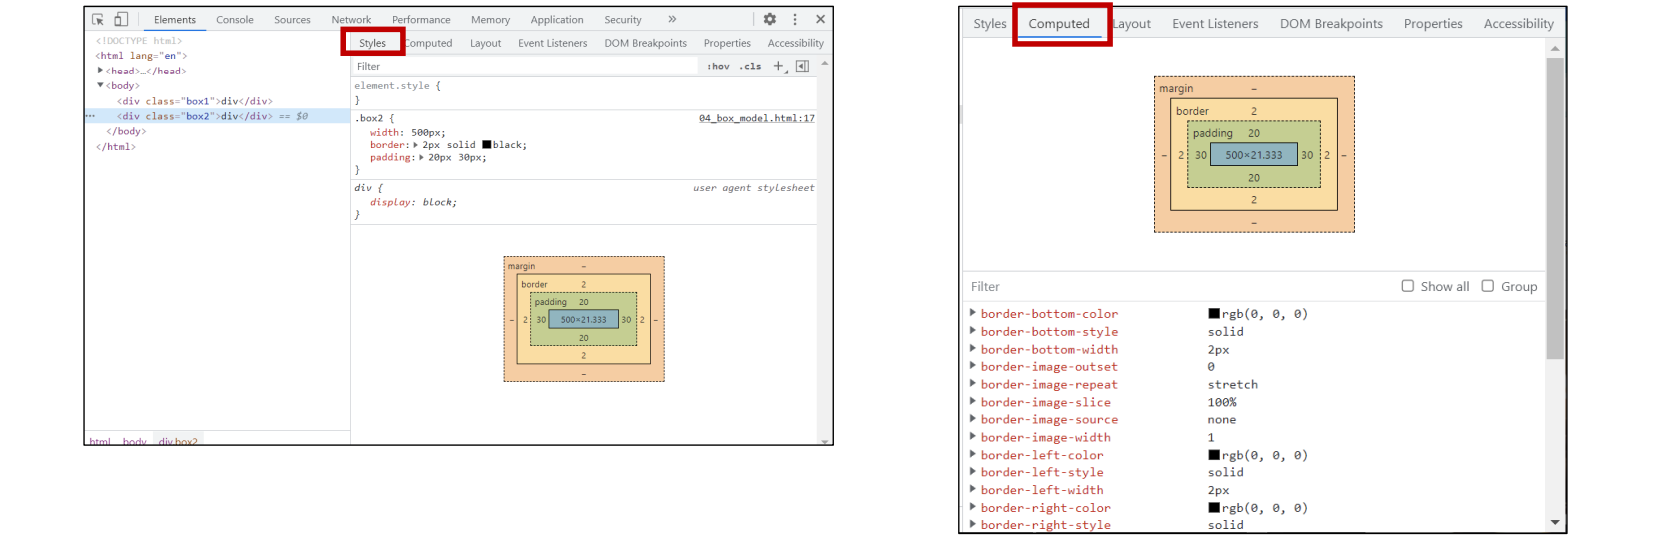 Elements Console Sources Network Performance Memory Application Security »
<!DOCTYPE html>
<html lang="en">
<head>…</head>
<body>
<div class="box1">div</div>
<div class="box2">div</div> == $0
</body>
</html>
html body div.box2
Styles Computed Layout Event Listeners DOM Breakpoints Properties Accessibility
Filter :hov .cls +
element.style {
}
.box2 { 04_box_model.html:17
width: 500px;
border: 2px solid black;
padding: 20px 30px;
}
div { user agent stylesheet
display: block;
}
margin –
border 2
padding 20
– 2 30 500×21.333 30 2 –
20
2
–
Styles Computed Layout Event Listeners DOM Breakpoints Properties Accessibility
margin –
border 2
padding 20
– 2 30 500×21.333 30 2 –
20
2
–
Filter Show all Group
border-bottom-color rgb(0, 0, 0)
border-bottom-style solid
border-bottom-width 2px
border-image-outset 0
border-image-repeat stretch
border-image-slice 100%
border-image-source none
border-image-width 1
border-left-color rgb(0, 0, 0)
border-left-style solid
border-left-width 2px
border-right-color rgb(0, 0, 0)
border-right-style solid